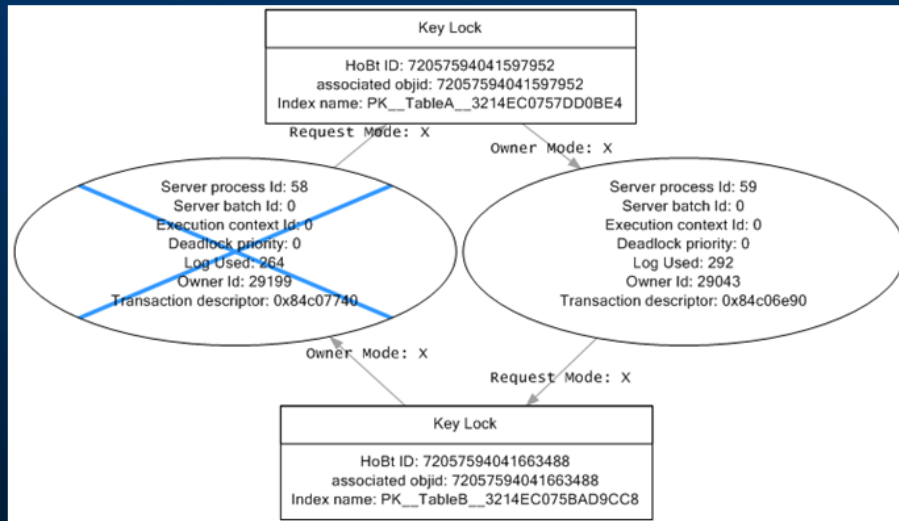 Key Lock
HoBt ID: 72057594041597952
associated objid: 72057594041597952
Index name: PK__TableA__3214EC0757DD0BE4
Request Mode: X
Owner Mode: X
Server process Id: 58
Server batch Id: 0
Execution context Id: 0
Deadlock priority: 0
Log Used: 264
Owner Id: 29199
Transaction descriptor: 0x84c07740
Server process Id: 59
Server batch Id: 0
Execution context Id: 0
Deadlock priority: 0
Log Used: 292
Owner Id: 29043
Transaction descriptor: 0x84c06e90
Owner Mode: X
Request Mode: X
Key Lock
HoBt ID: 72057594041663488
associated objid: 72057594041663488
Index name: PK__TableB__3214EC075BAD9CC8